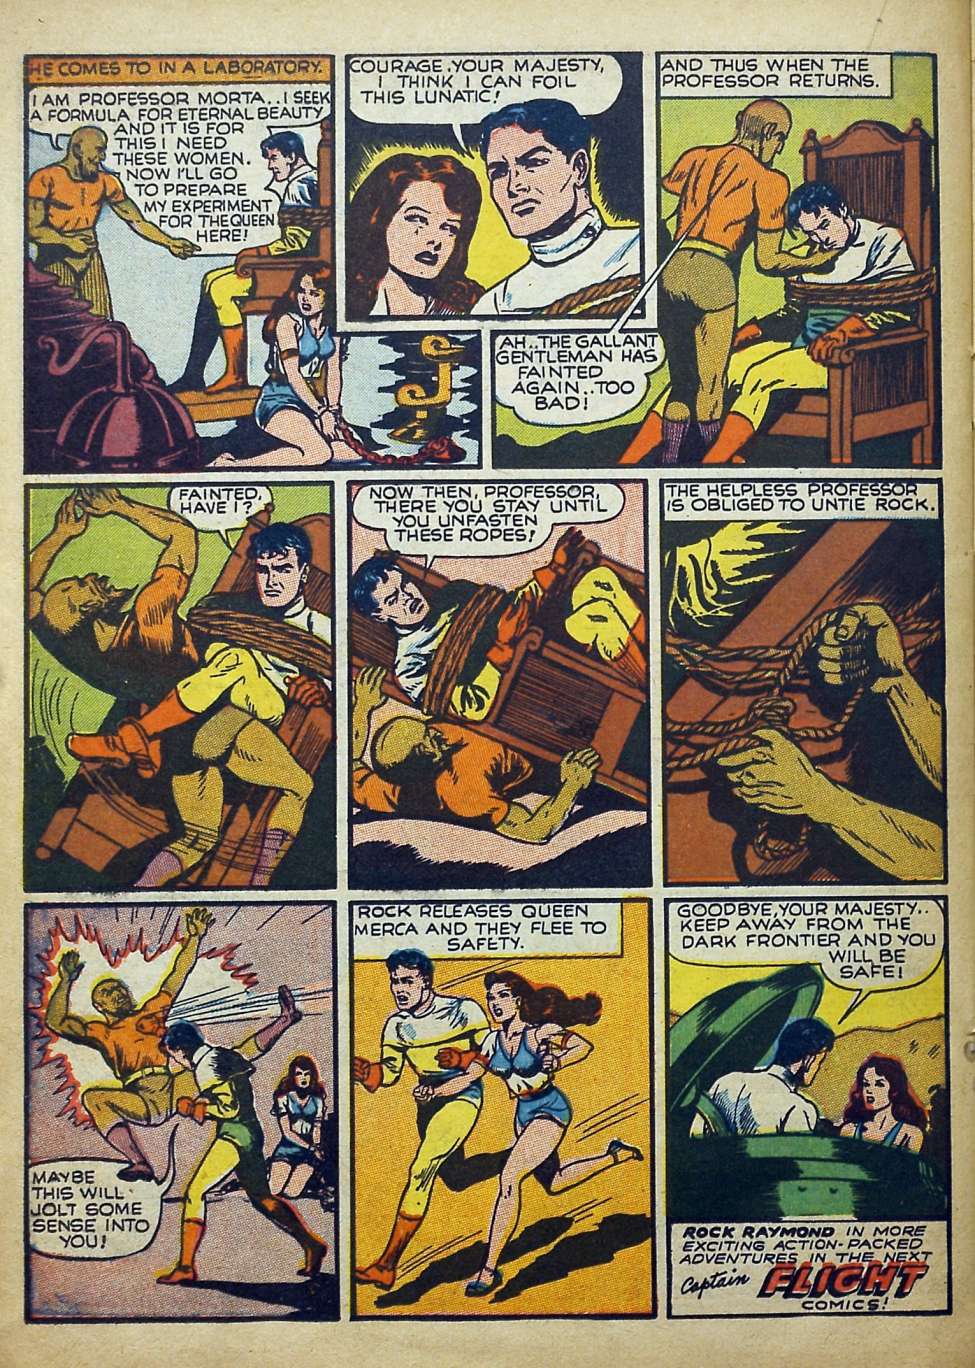 HE COMES TO IN A LABORATORY.
I AM PROFESSOR MORTA..I SEEK
A FORMULA FOR ETERNAL BEAUTY
AND IT IS FOR
THIS I NEED
THESE WOMEN.
NOW I'LL GO
TO PREPARE
MY EXPERIMENT
FOR THE QUEEN
HERE!
COURAGE, YOUR MAJESTY,
I THINK I CAN FOIL
THIS LUNATIC!
AND THUS WHEN THE
PROFESSOR RETURNS.
AH..THE GALLANT
GENTLEMAN HAS
FAINTED
AGAIN..TOO
BAD!
FAINTED,
HAVE I?
NOW THEN, PROFESSOR,
THERE YOU STAY UNTIL
YOU UNFASTEN
THESE ROPES!
THE HELPLESS PROFESSOR
IS OBLIGED TO UNTIE ROCK.
MAYBE
THIS WILL
JOLT SOME
SENSE INTO
YOU!
ROCK RELEASES QUEEN
MERCA AND THEY FLEE TO
SAFETY.
GOODBYE, YOUR MAJESTY..
KEEP AWAY FROM THE
DARK FRONTIER AND YOU
WILL BE
SAFE!
ROCK RAYMOND IN MORE
EXCITING ACTION-PACKED
ADVENTURES IN THE NEXT
Captain FLIGHT
COMICS!